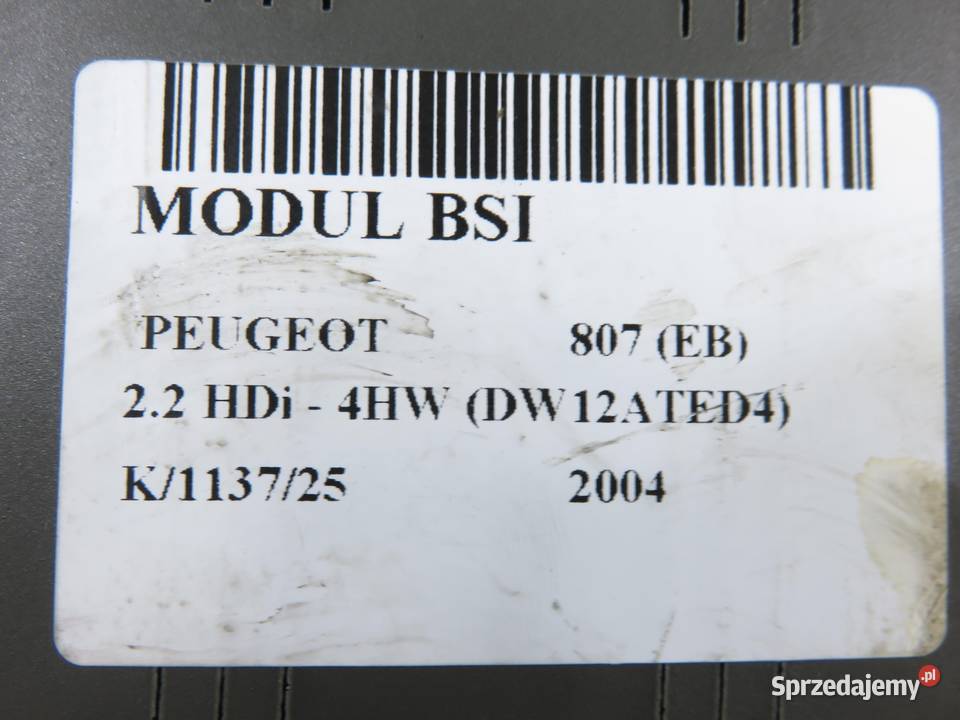 MODUL BSI
PEUGEOT 807 (EB)
2.2 HDi - 4HW (DW12ATED4)
K/1137/25 2004
Sprzedajemy.pl